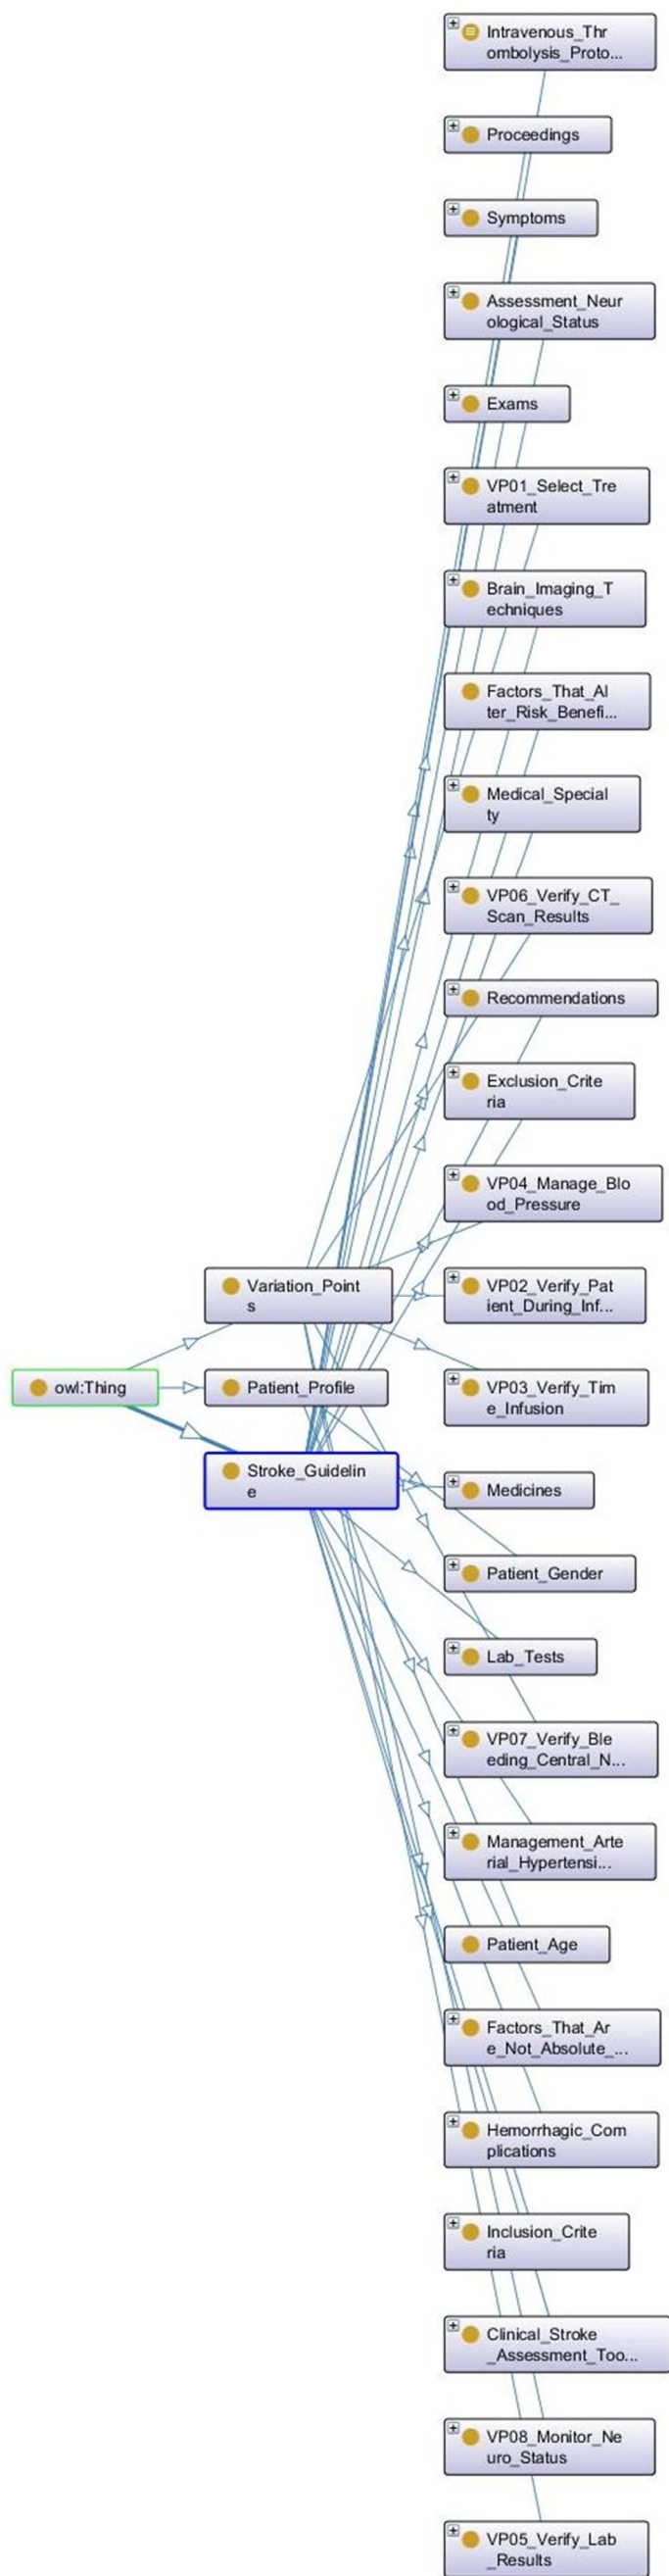 Intravenous_Thr
ombolysis_Proto...
Proceedings
Symptoms
Assessment_Neur
ological_Status
Exams
VP01_Select_Tre
atment
Brain_Imaging_T
echniques
Factors_That_Al
ter_Risk_Benefi...
Medical_Special
ty
VP06_Verify_CT_
Scan_Results
Recommendations
Exclusion_Crite
ria
VP04_Manage_Blo
od_Pressure
Variation_Point
s
VP02_Verify_Pat
ient_During_Inf...
owl:Thing
Patient_Profile
VP03_Verify_Tim
e_Infusion
Stroke_Guidelin
e
Medicines
Patient_Gender
Lab_Tests
VP07_Verify_Ble
eding_Central_N...
Management_Arte
rial_Hypertensi...
Patient_Age
Factors_That_Ar
e_Not_Absolute_...
Hemorrhagic_Com
plications
Inclusion_Crite
ria
Clinical_Stroke
_Assessment_Too...
VP08_Monitor_Ne
uro_Status
VP05_Verify_Lab
_Results